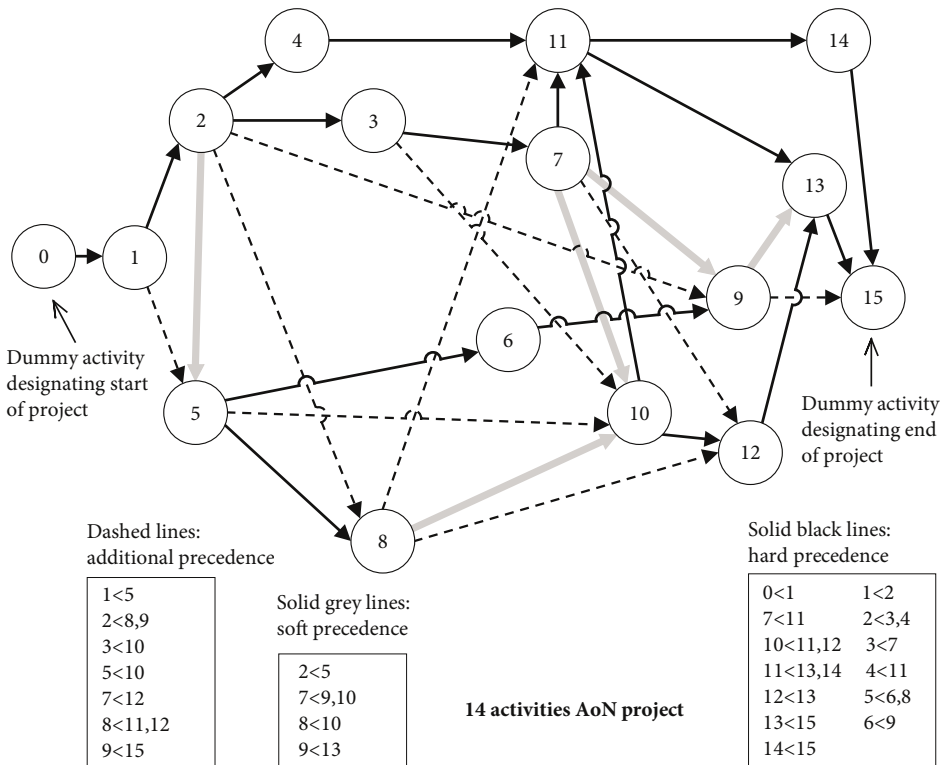 4
11
14
2
3
7
13
0
1
9
15
6
Dummy activity
designating start
of project
5
10
12
Dummy activity
designating end
of project
8
Dashed lines:
additional precedence
1<5
2<8,9
3<10
5<10
7<12
8<11,12
9<15
Solid grey lines:
soft precedence
2<5
7<9,10
8<10
9<13
14 activities AoN project
Solid black lines:
hard precedence
0<1 1<2
7<11 2<3,4
10<11,12 3<7
11<13,14 4<11
12<13 5<6,8
13<15 6<9
14<15